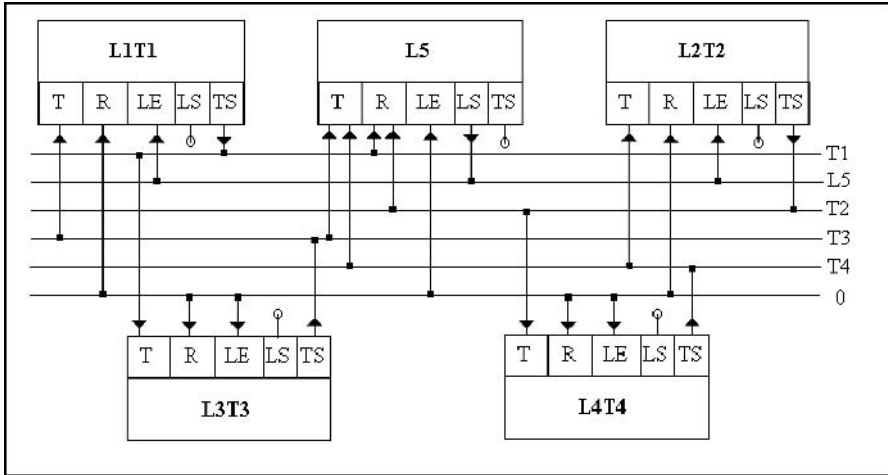 L1T1 L5 L2T2
T R LE LS TS T R LE LS TS T R LE LS TS
T1
L5
T2
T3
T4
0
T R LE LS TS T R LE LS TS
L3T3 L4T4